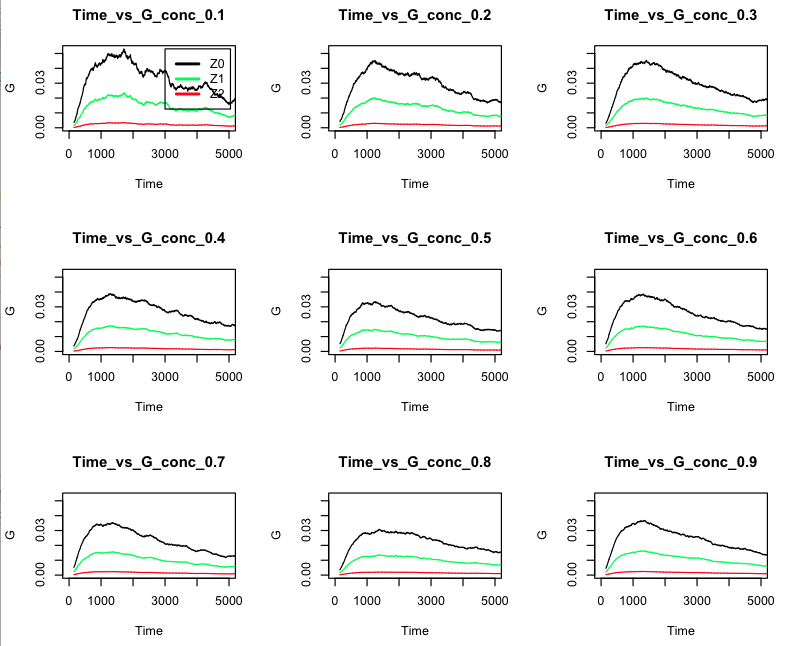 Time_vs_G_conc_0.1 Time_vs_G_conc_0.2 Time_vs_G_conc_0.3
G 0.00 0.03 Z0 Z1 Z2 G 0.00 0.03 G 0.00 0.03
0 1000 3000 5000 0 1000 3000 5000 0 1000 3000 5000
Time Time Time
Time_vs_G_conc_0.4 Time_vs_G_conc_0.5 Time_vs_G_conc_0.6
G 0.00 0.03 G 0.00 0.03 G 0.00 0.03
0 1000 3000 5000 0 1000 3000 5000 0 1000 3000 5000
Time Time Time
Time_vs_G_conc_0.7 Time_vs_G_conc_0.8 Time_vs_G_conc_0.9
G 0.00 0.03 G 0.00 0.03 G 0.00 0.03
0 1000 3000 5000 0 1000 3000 5000 0 1000 3000 5000
Time Time Time